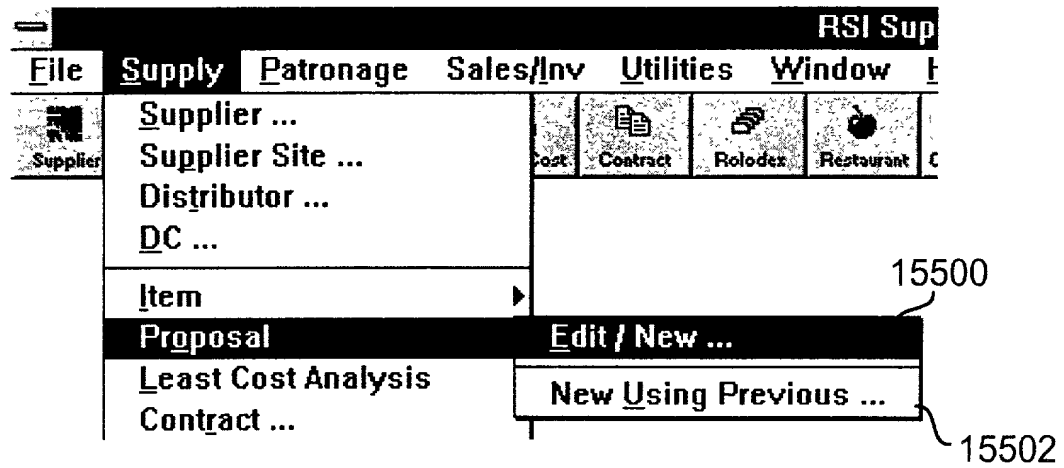 RSI Sup
File Supply Patronage Sales/Inv Utilities Window
Supplier Cost Contract Rolodex Restaurant
Supplier ...
Supplier Site ...
Distributor ...
DC ...
Item
15500
Proposal Edit / New ...
Least Cost Analysis New Using Previous ...
Contract ...
15502